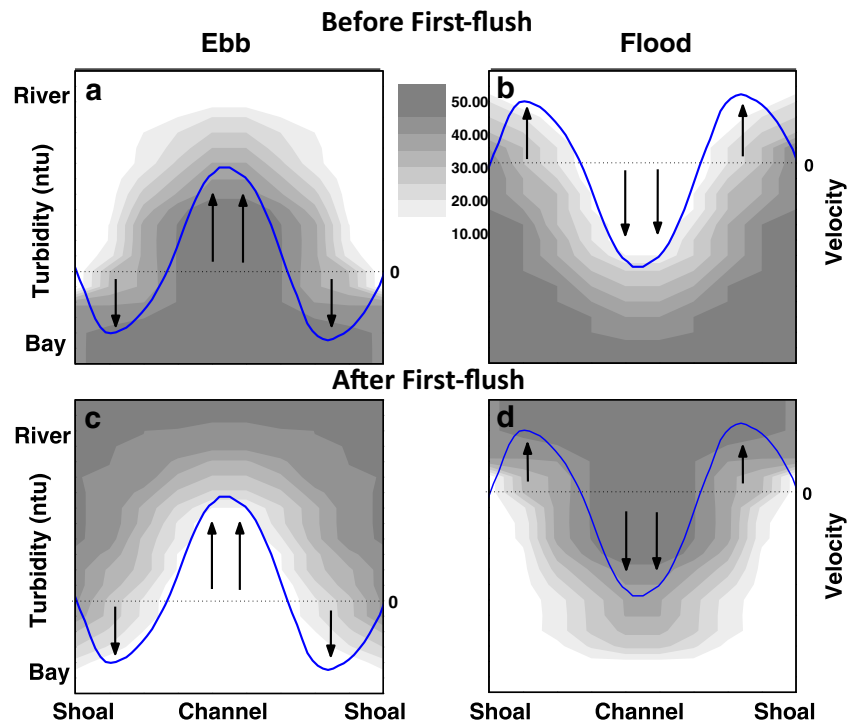 Before First-flush
Ebb
Flood
a
b
River
50.00
40.00
30.00
20.00
10.00
0
0
Turbidity (ntu)
Velocity
Bay
After First-flush
c
d
River
0
0
Turbidity (ntu)
Velocity
Bay
Shoal
Channel
Shoal
Shoal
Channel
Shoal